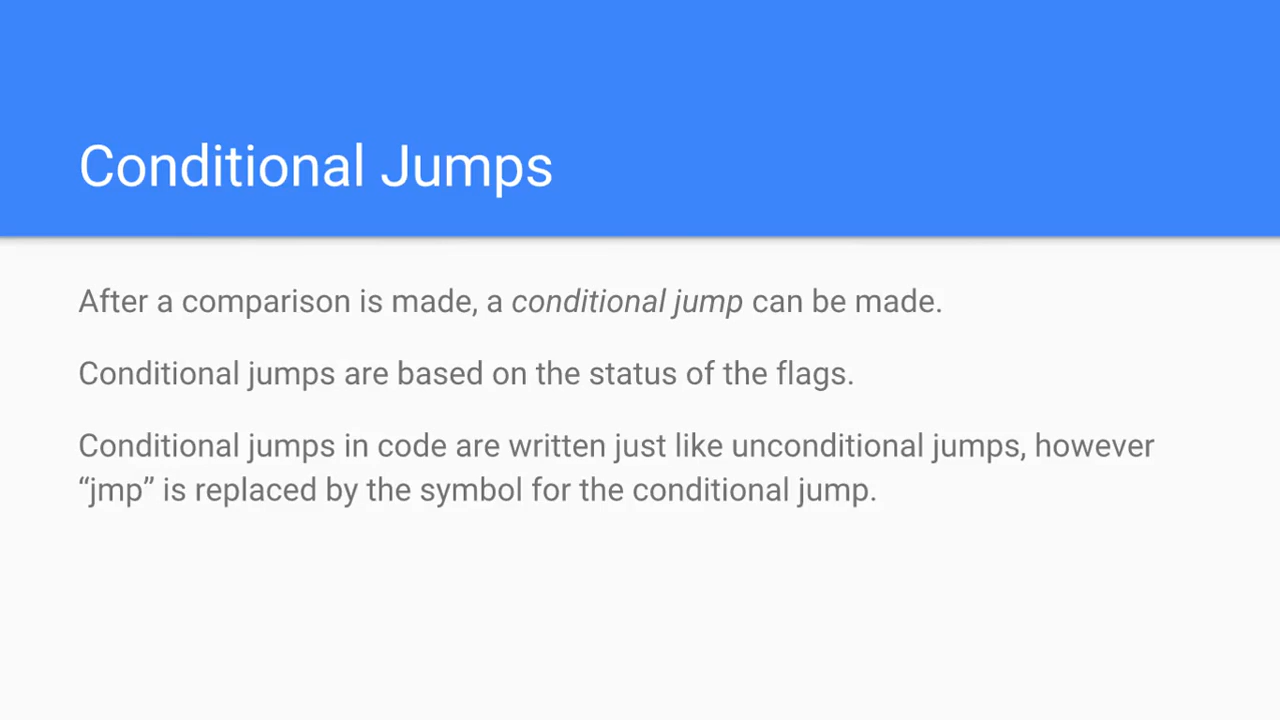 Conditional Jumps
After a comparison is made, a conditional jump can be made.
Conditional jumps are based on the status of the flags.
Conditional jumps in code are written just like unconditional jumps, however
“jmp” is replaced by the symbol for the conditional jump.